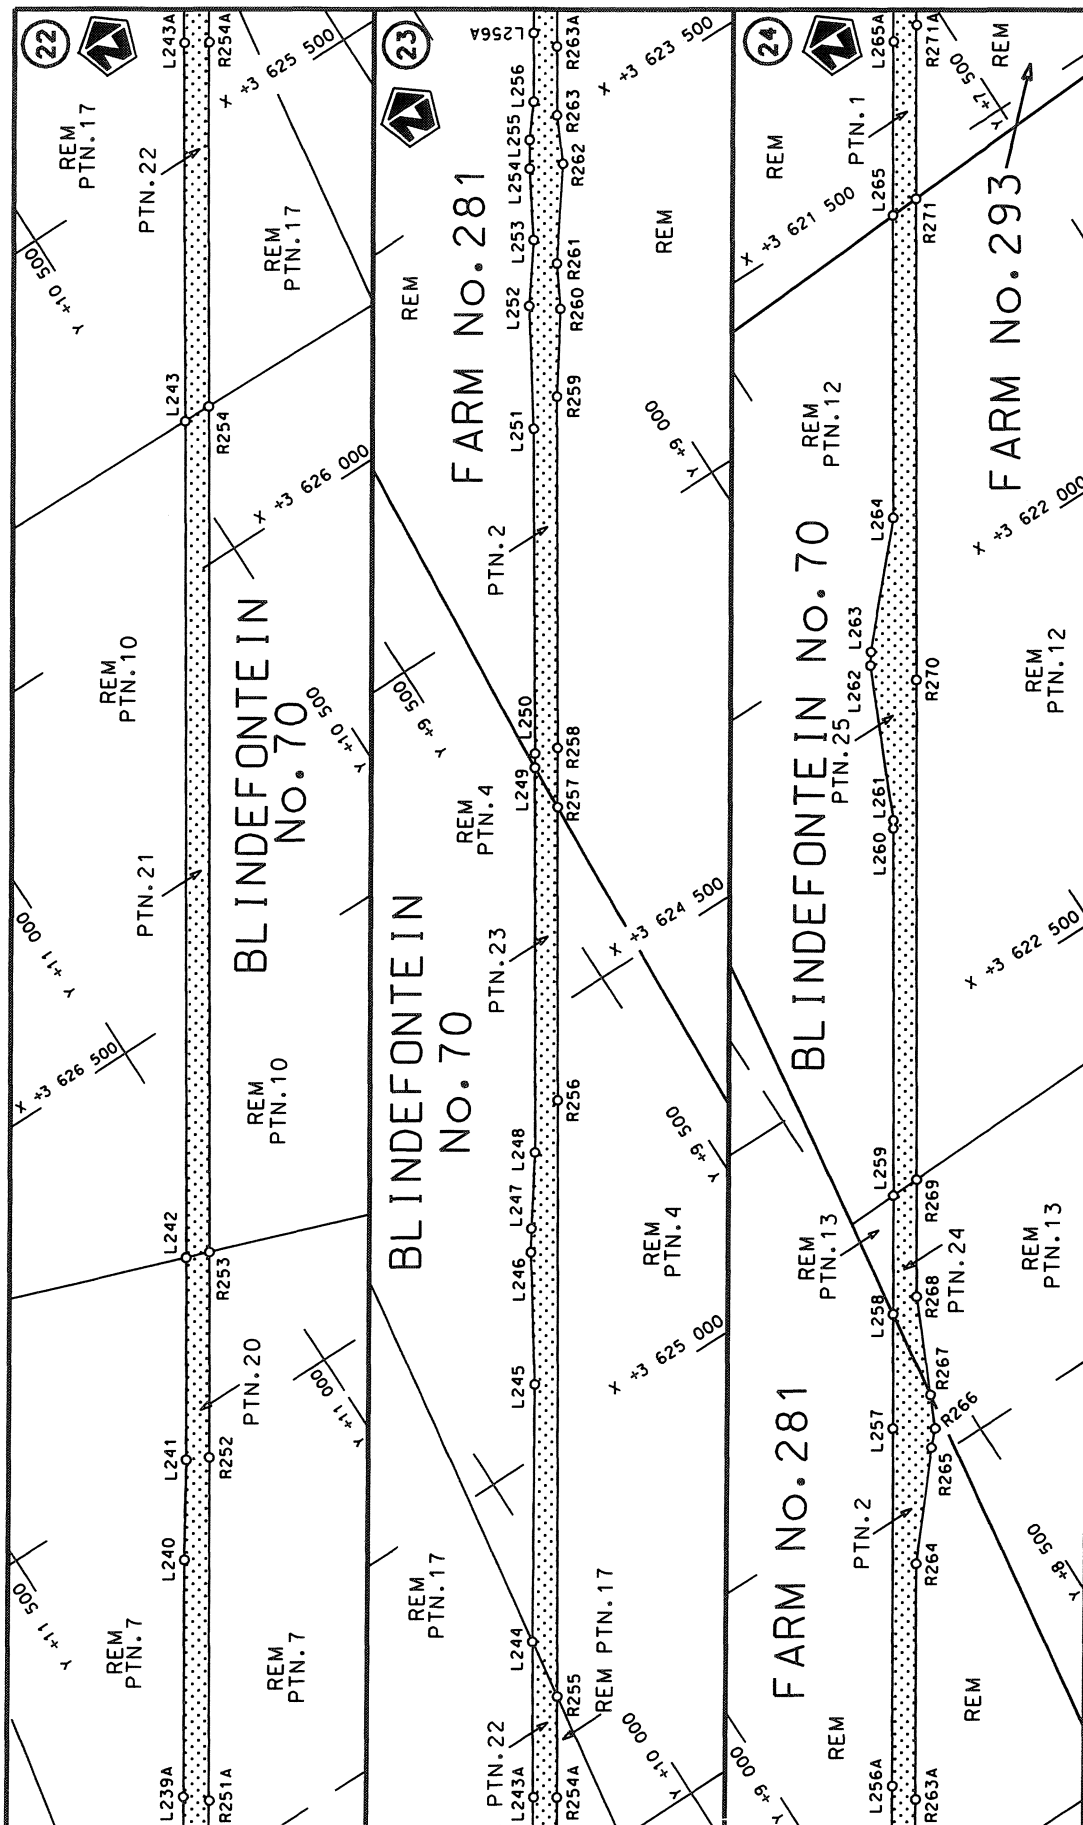 22
L239A
L240
L241
L242
L243
L243A
R251A
R252
R253
R254
R254A
REM
PTN.7
REM
PTN.7
PTN.20
PTN.21
REM
PTN.10
REM
PTN.10
BLINDEFONTEIN
No.70
PTN.22
REM
PTN.17
REM
PTN.17
Y +11 500
Y +11 000
Y +11 000
Y +10 500
Y +10 500
X +3 626 500
X +3 626 000
X +3 625 500
23
L243A
L244
L245
L246
L247
L248
L249
L250
L251
L252
L253
L254
L255
L256
L256A
R254A
R255
R256
R257
R258
R259
R260
R261
R262
R263
R263A
PTN.22
REM PTN.17
REM
PTN.17
BLINDEFONTEIN
No.70
PTN.23
REM
PTN.4
REM
PTN.4
PTN.2
FARM No.281
REM
REM
Y +10 000
Y +9 500
Y +9 500
Y +9 000
X +3 625 000
X +3 624 500
X +3 623 500
24
L256A
L257
L258
L259
L260
L261
L262
L263
L264
L265
L265A
R263A
R264
R265
R266
R267
R268
R269
R270
R271
R271A
FARM No.281
REM
REM
PTN.2
REM
PTN.13
PTN.24
REM
PTN.13
BLINDEFONTEIN No.70
PTN.25
REM
PTN.12
REM
PTN.12
PTN.1
REM
REM
FARM No.293
Y +9 000
Y +8 500
Y +7 500
X +3 622 500
X +3 622 000
X +3 621 500